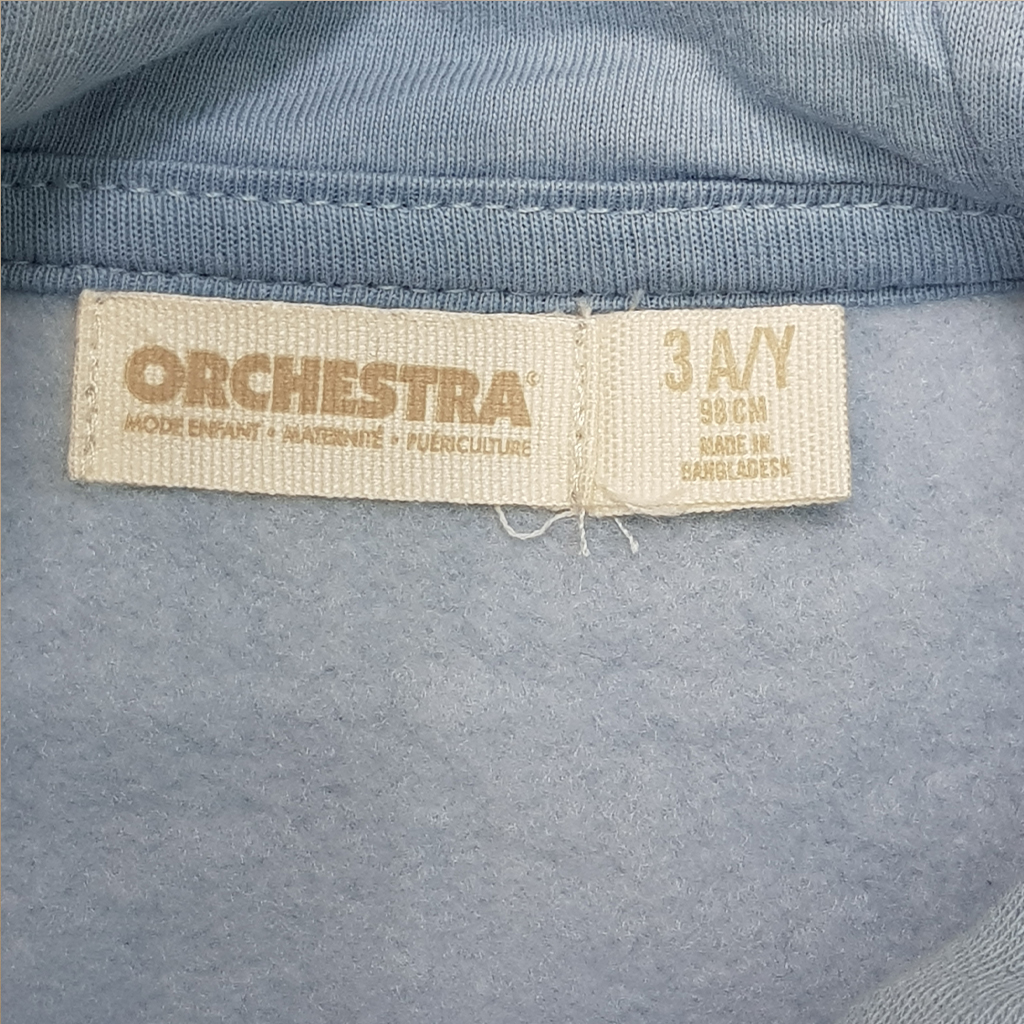 ORCHESTRA©
MODE ENFANT • MATERNITÉ • PUÉRICULTURE
3 A/Y
98 CM
MADE IN
BANGLADESH